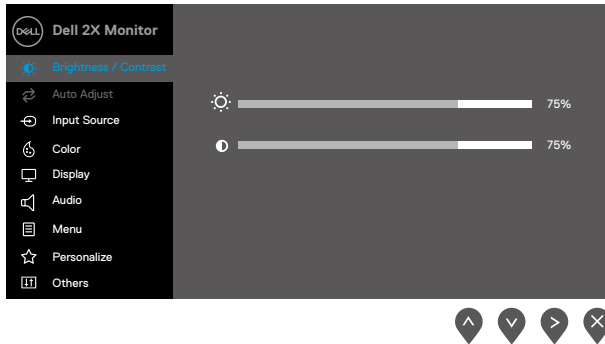 DELL Dell 2X Monitor
Brightness / Contrast
Auto Adjust
75%
Input Source
Color
75%
Display
Audio
Menu
Personalize
Others